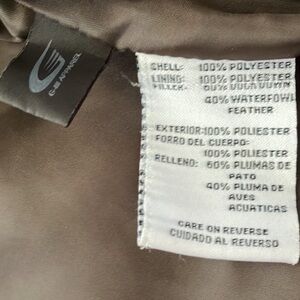 G-III APPAREL
SHELL: 100% POLYESTER
LINING: 100% POLYESTER
FILLER: 60% DUCK DOWN
40% WATERFOWL
FEATHER
EXTERIOR:100% POLIESTER
FORRO DEL CUERPO:
100% POLIESTER
RELLENO: 60% PLUMAS DE
PATO
40% PLUMA DE
AVES
ACUATICAS
CARE ON REVERSE
CUIDADO AL REVERSO